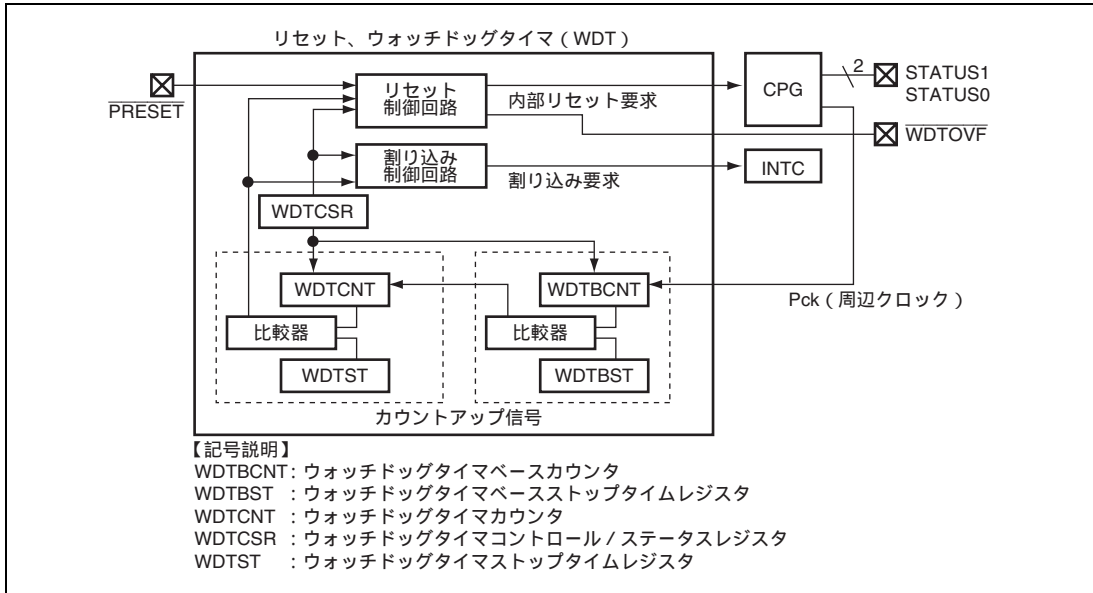 リセット、ウォッチドッグタイマ（WDT）
PRESET
リセット
制御回路
内部リセット要求
CPG
2
STATUS1
STATUS0
WDTOVF
割り込み
制御回路
割り込み要求
INTC
WDTCSR
WDTCNT
WDTBCNT
Pck（周辺クロック）
比較器
比較器
WDTST
WDTBST
カウントアップ信号
【記号説明】
WDTBCNT：ウォッチドッグタイマベースカウンタ
WDTBST ：ウォッチドッグタイマベースストップタイムレジスタ
WDTCNT ：ウォッチドッグタイマカウンタ
WDTCSR ：ウォッチドッグタイマコントロール / ステータスレジスタ
WDTST ：ウォッチドッグタイマストップタイムレジスタ